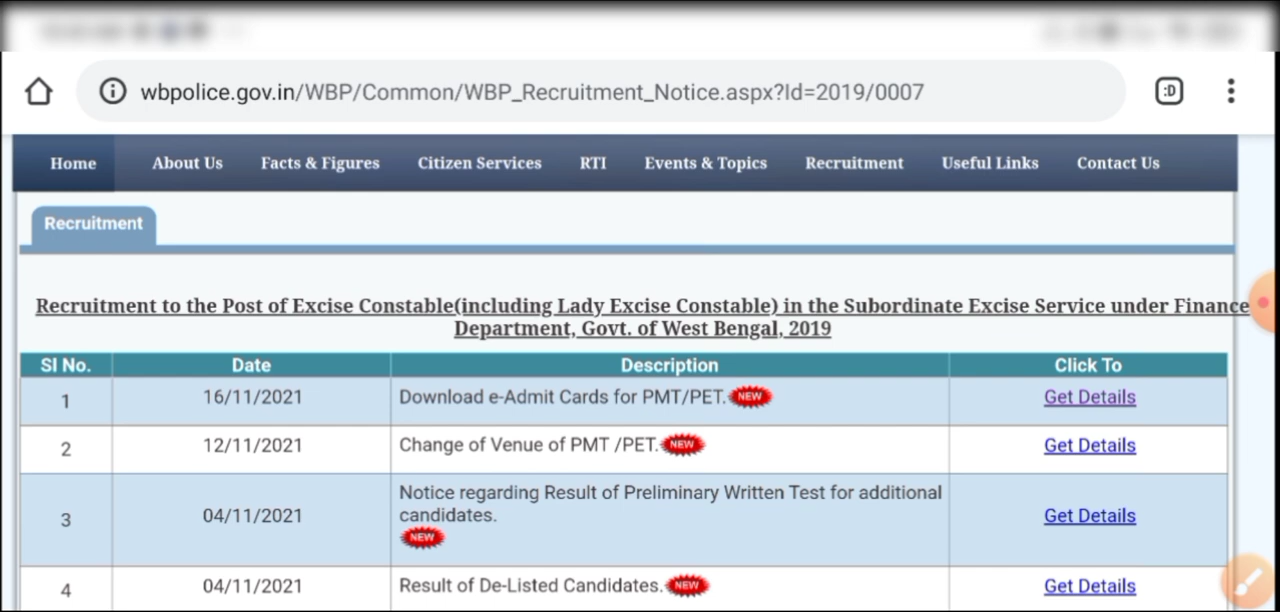 wbpolice.gov.in/WBP/Common/WBP_Recruitment_Notice.aspx?Id=2019/0007
:D
Home About Us Facts & Figures Citizen Services RTI Events & Topics Recruitment Useful Links Contact Us
Recruitment
Recruitment to the Post of Excise Constable(including Lady Excise Constable) in the Subordinate Excise Service under Finance
Department, Govt. of West Bengal, 2019
Sl No. Date Description Click To
1 16/11/2021 Download e-Admit Cards for PMT/PET. NEW Get Details
2 12/11/2021 Change of Venue of PMT /PET. NEW Get Details
3 04/11/2021 Notice regarding Result of Preliminary Written Test for additional Get Details
candidates.
NEW
4 04/11/2021 Result of De-Listed Candidates. NEW Get Details